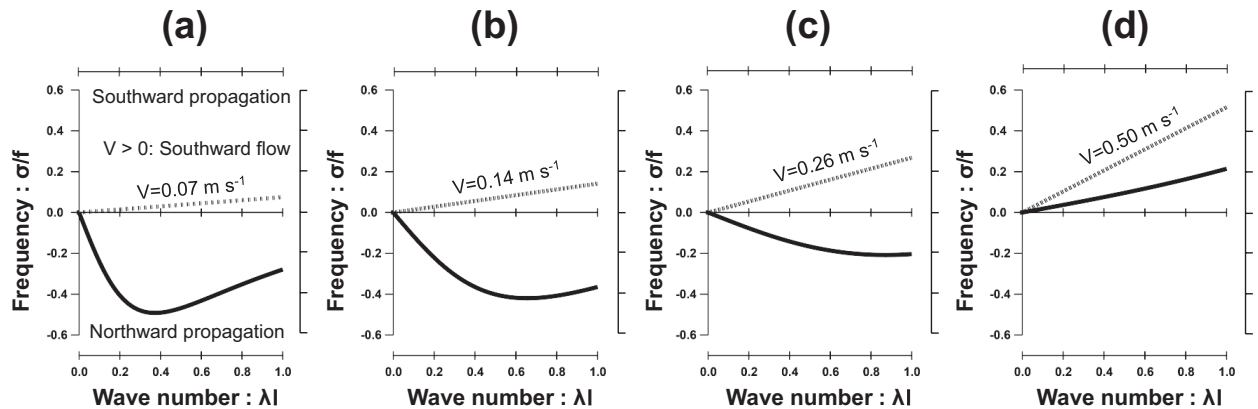 (a)
(b)
(c)
(d)
Frequency : σ/f
0.6
0.4
0.2
0.0
-0.2
-0.4
-0.6
Southward propagation
V > 0: Southward flow
V=0.07 m s⁻¹
Northward propagation
0.0 0.2 0.4 0.6 0.8 1.0
Wave number : λl
Frequency : σ/f
0.6
0.4
0.2
0.0
-0.2
-0.4
-0.6
V=0.14 m s⁻¹
0.0 0.2 0.4 0.6 0.8 1.0
Wave number : λl
Frequency : σ/f
0.6
0.4
0.2
0.0
-0.2
-0.4
-0.6
V=0.26 m s⁻¹
0.0 0.2 0.4 0.6 0.8 1.0
Wave number : λl
Frequency : σ/f
0.6
0.4
0.2
0.0
-0.2
-0.4
-0.6
V=0.50 m s⁻¹
0.0 0.2 0.4 0.6 0.8 1.0
Wave number : λl